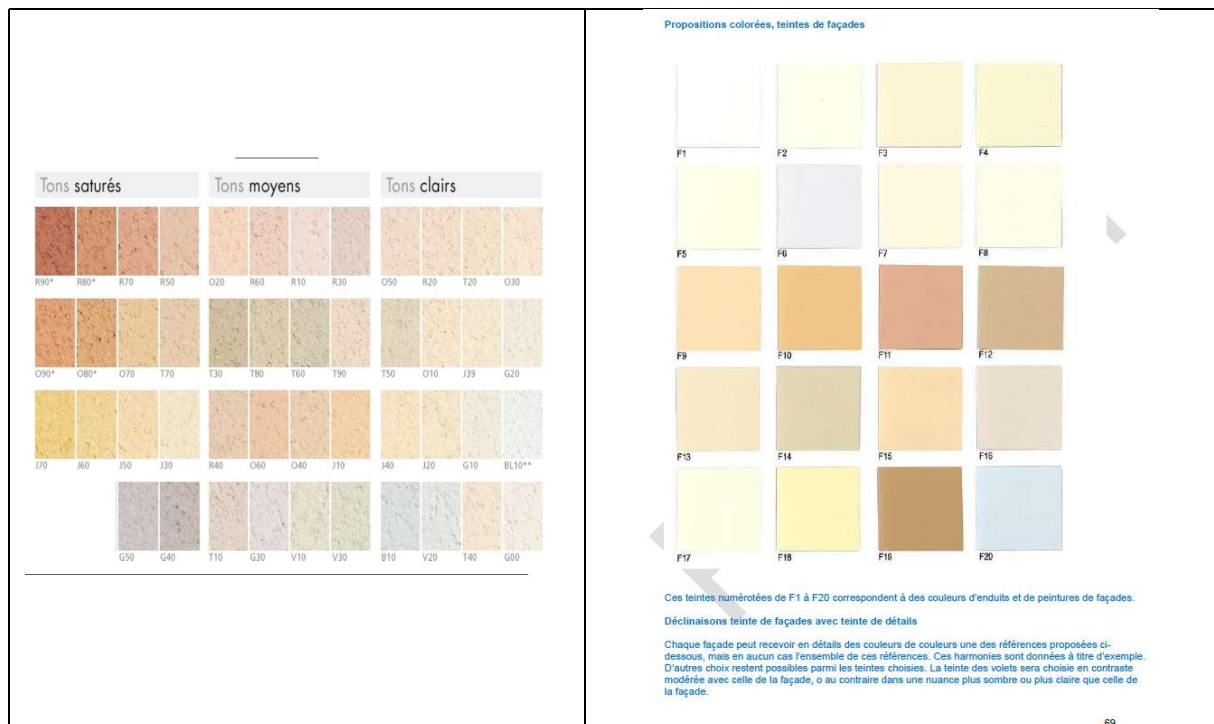 Tons saturés
Tons moyens
Tons clairs
R90* R80* R70 R50
O20 R60 R10 R30
O50 R20 T20 O30
O90* O80* O70 T70
T30 T80 T60 T90
T50 O10 J39 G20
J70 J60 J50 J30
R40 O60 O40 J10
J40 J20 G10 BL10**
G50 G40
T10 G30 V10 V30
B10 V20 T40 G00
Propositions colorées, teintes de façades
F1 F2 F3 F4
F5 F6 F7 F8
F9 F10 F11 F12
F13 F14 F15 F16
F17 F18 F19 F20
Ces teintes numérotées de F1 à F20 correspondent à des couleurs d'enduits et de peintures de façades.
Déclinaisons teinte de façades avec teinte de détails
Chaque façade peut recevoir en détails des couleurs de couleurs une des références proposées ci-
dessous, mais en aucun cas l'ensemble de ces références. Ces harmonies sont données à titre d'exemple.
D'autres choix restent possibles parmi les teintes choisies. La teinte des volets sera choisie en contraste
modérée avec celle de la façade, o au contraire dans une nuance plus sombre ou plus claire que celle de
la façade.
69